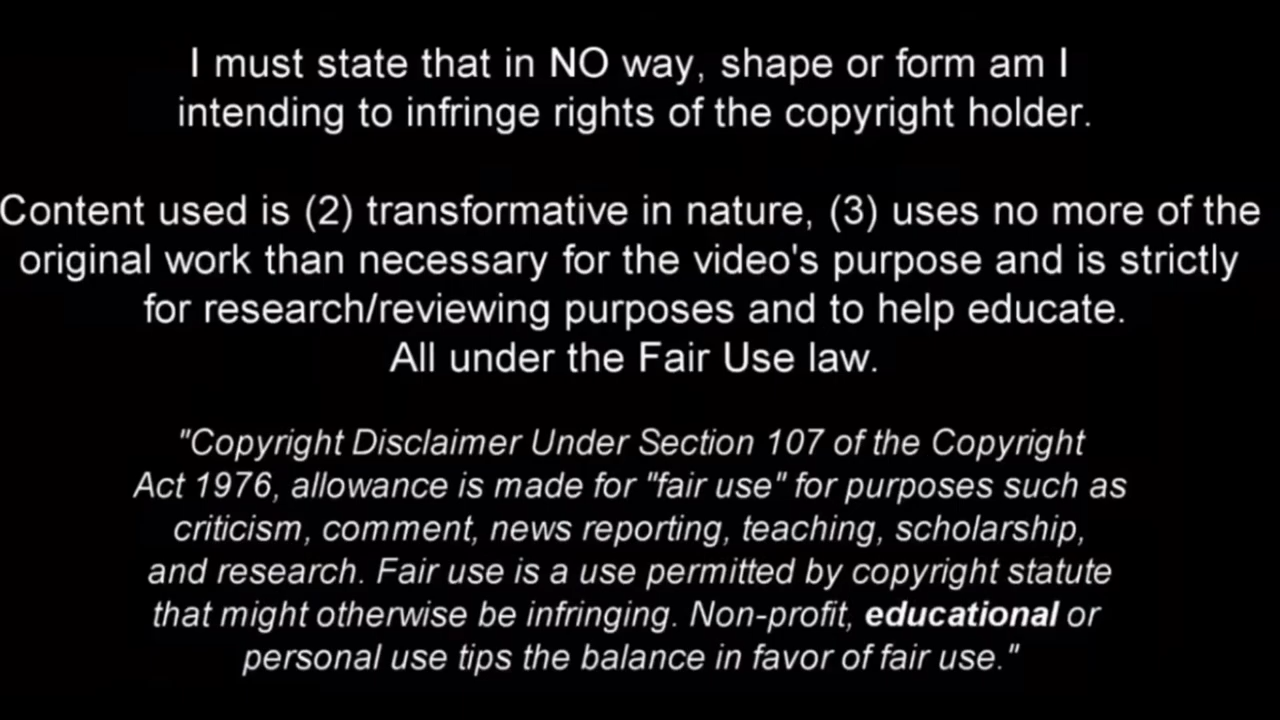 I must state that in NO way, shape or form am I
intending to infringe rights of the copyright holder.
Content used is (2) transformative in nature, (3) uses no more of the
original work than necessary for the video's purpose and is strictly
for research/reviewing purposes and to help educate.
All under the Fair Use law.
"Copyright Disclaimer Under Section 107 of the Copyright
Act 1976, allowance is made for "fair use" for purposes such as
criticism, comment, news reporting, teaching, scholarship,
and research. Fair use is a use permitted by copyright statute
that might otherwise be infringing. Non-profit, educational or
personal use tips the balance in favor of fair use."